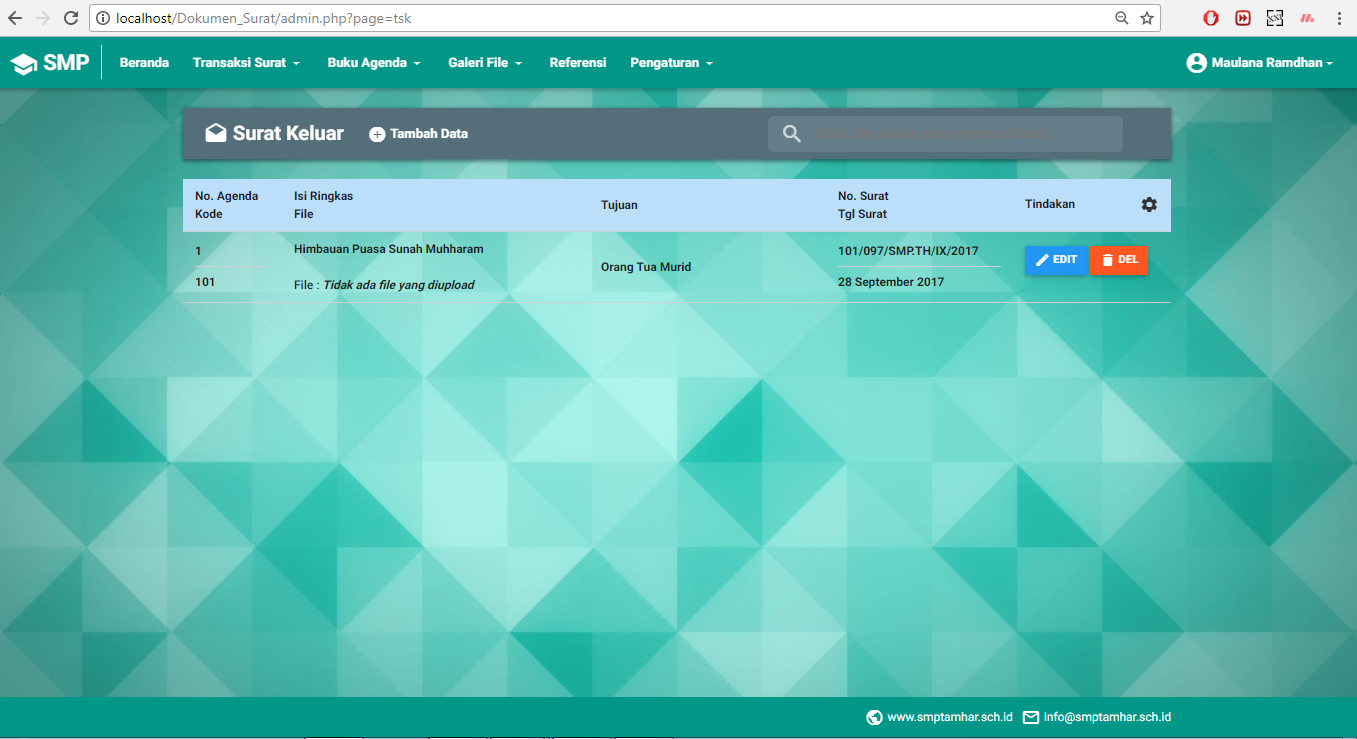 localhost/Dokumen_Surat/admin.php?page=tsk
SMP Beranda Transaksi Surat Buku Agenda Galeri File Referensi Pengaturan Maulana Ramdhan
Surat Keluar Tambah Data
No. Agenda Isi Ringkas No. Surat
Kode File Tujuan Tgl Surat Tindakan
1 Himbauan Puasa Sunah Muhharam 101/097/SMP.TH/IX/2017 EDIT DEL
Orang Tua Murid
101 File : Tidak ada file yang diupload 28 September 2017
www.smptamhar.sch.id info@smptamhar.sch.id